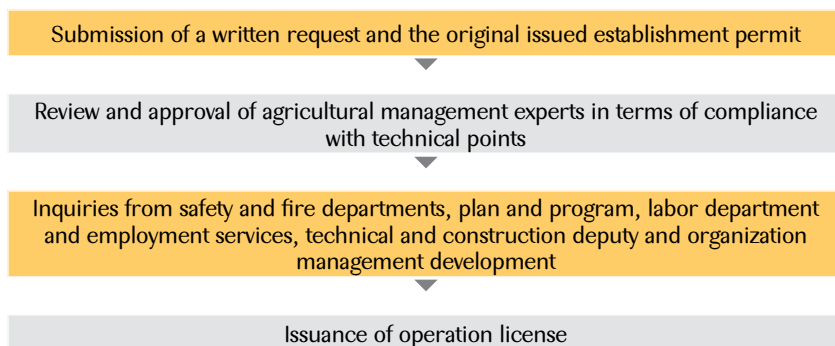 Submission of a written request and the original issued establishment permit
Review and approval of agricultural management experts in terms of compliance
with technical points
Inquiries from safety and fire departments, plan and program, labor department
and employment services, technical and construction deputy and organization
management development
Issuance of operation license